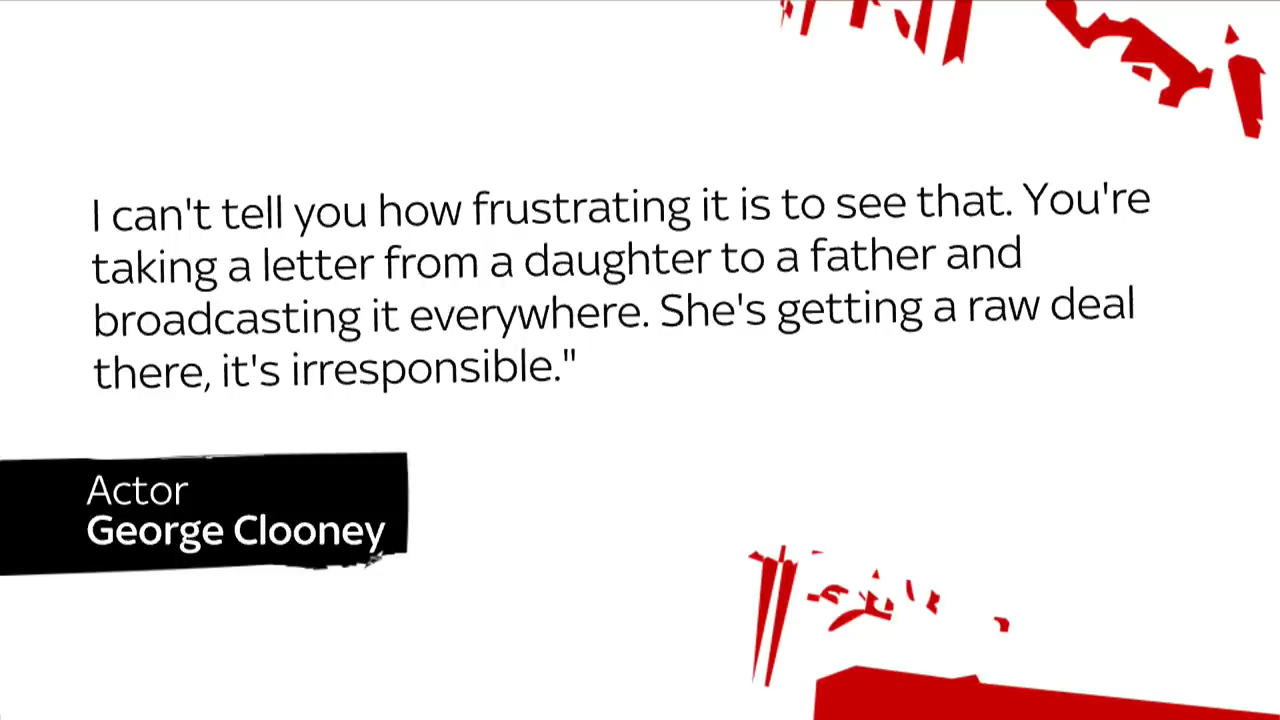 I can't tell you how frustrating it is to see that. You're
taking a letter from a daughter to a father and
broadcasting it everywhere. She's getting a raw deal
there, it's irresponsible."
Actor
George Clooney